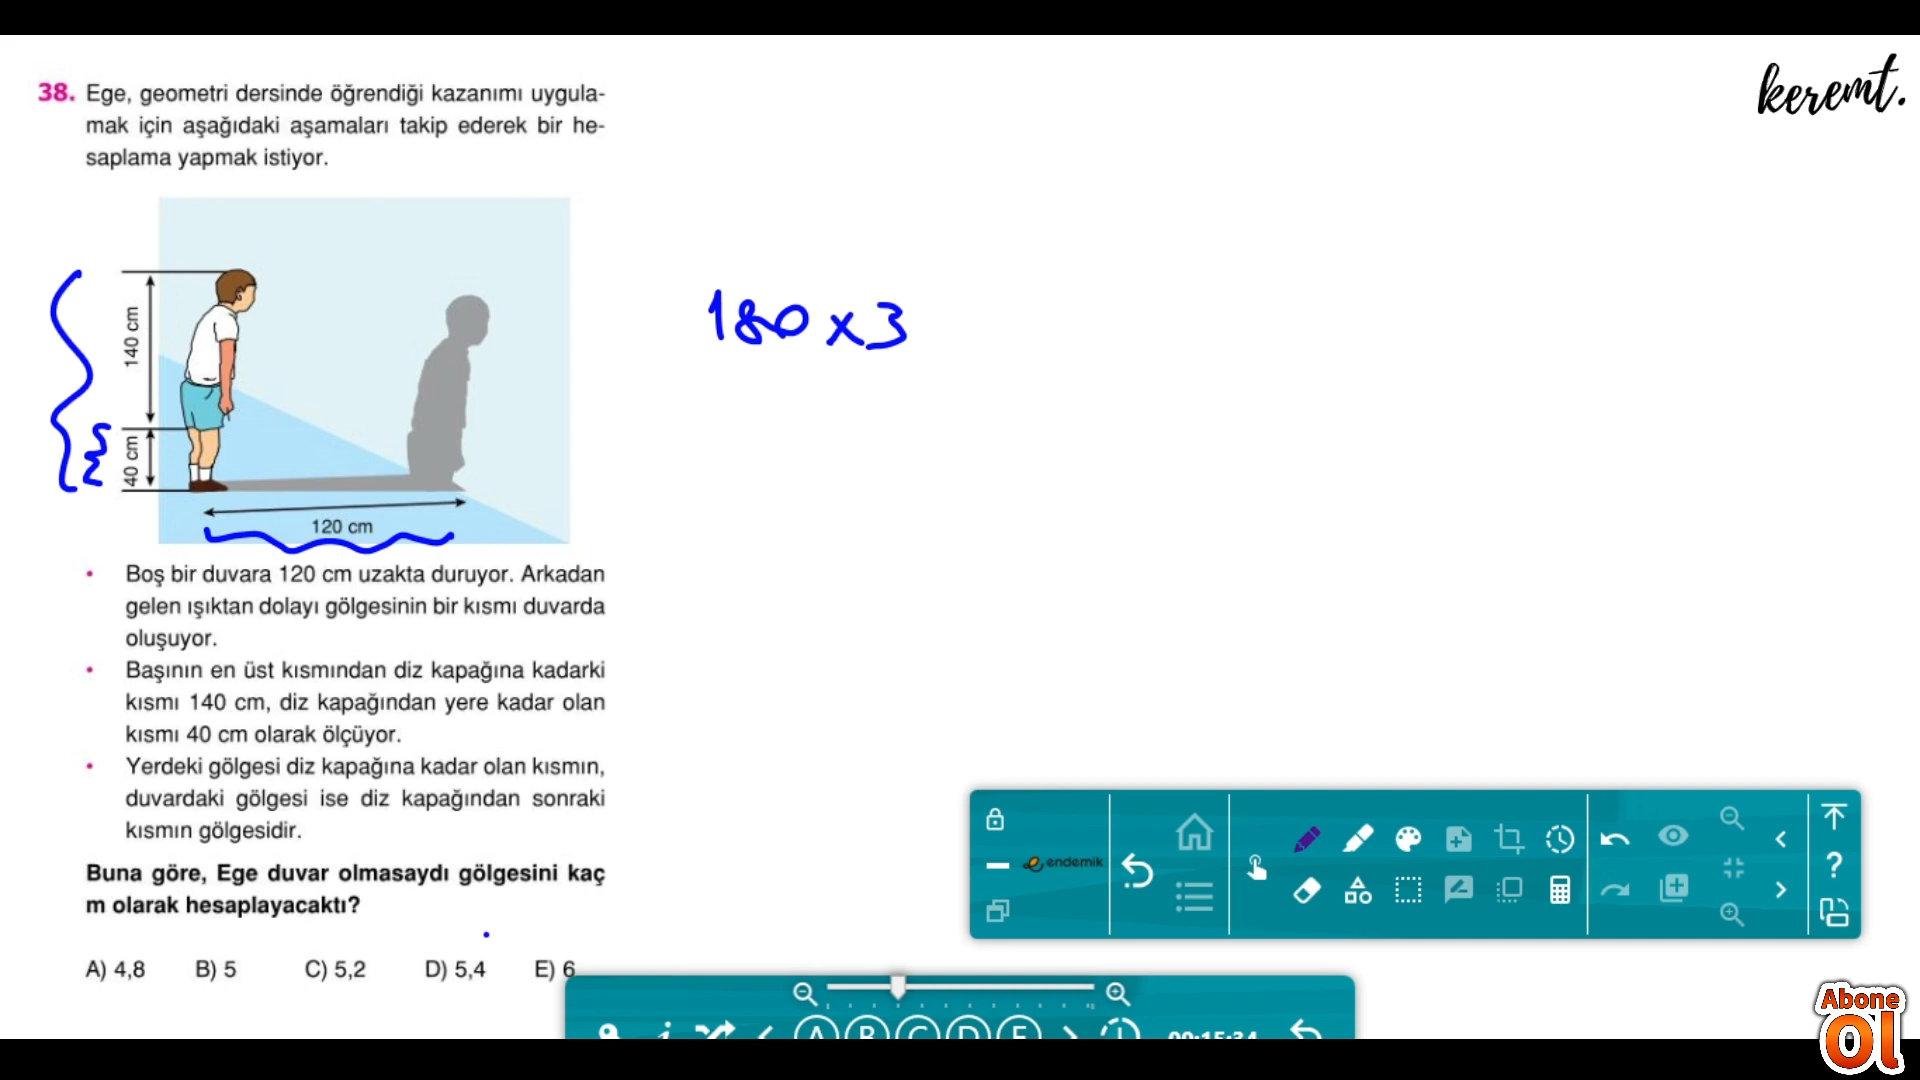 keremt.
38. Ege, geometri dersinde öğrendiği kazanımı uygula-
mak için aşağıdaki aşamaları takip ederek bir he-
saplama yapmak istiyor.
140 cm
40 cm
120 cm
180 x 3
• Boş bir duvara 120 cm uzakta duruyor. Arkadan
gelen ışıktan dolayı gölgesinin bir kısmı duvarda
oluşuyor.
• Başının en üst kısmından diz kapağına kadarki
kısmı 140 cm, diz kapağından yere kadar olan
kısmı 40 cm olarak ölçüyor.
• Yerdeki gölgesi diz kapağına kadar olan kısmın,
duvardaki gölgesi ise diz kapağından sonraki
kısmın gölgesidir.
Buna göre, Ege duvar olmasaydı gölgesini kaç
m olarak hesaplayacaktı?
A) 4,8 B) 5 C) 5,2 D) 5,4 E) 6
endemik
?
A B C D E 00:15:34
Abone
Ol